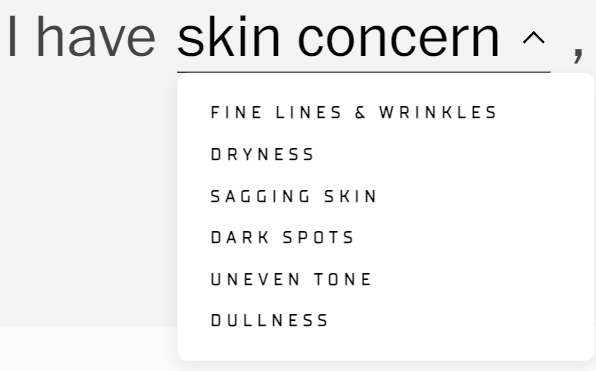 I have skin concern ,
FINE LINES & WRINKLES
DRYNESS
SAGGING SKIN
DARK SPOTS
UNEVEN TONE
DULLNESS